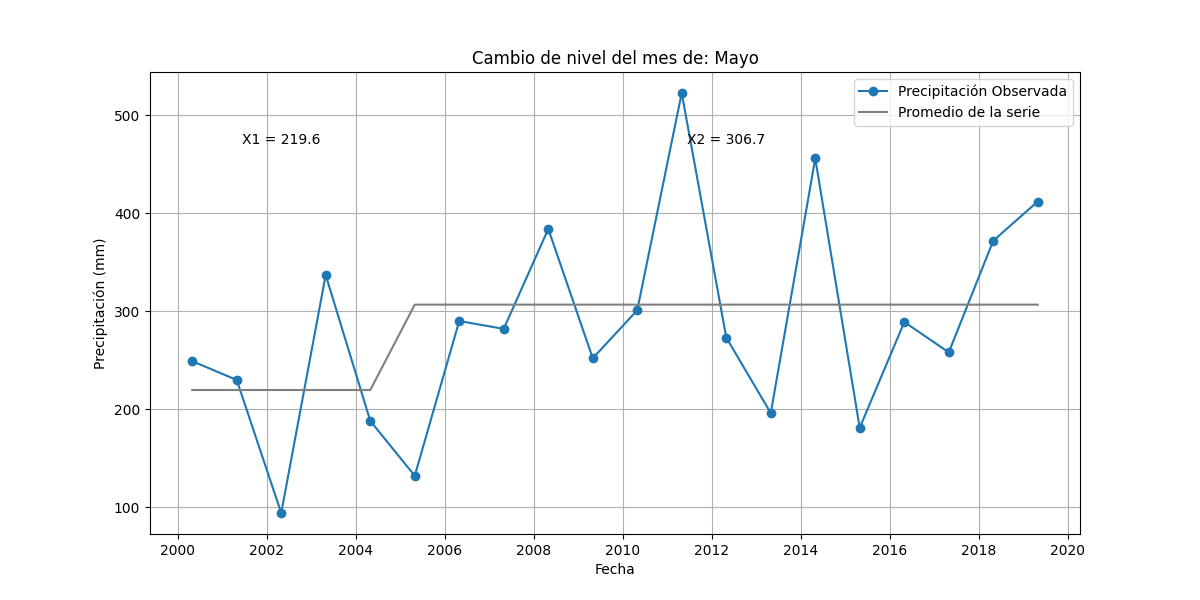 Cambio de nivel del mes de: Mayo
Precipitación Observada
Promedio de la serie
X1 = 219.6
X2 = 306.7
Precipitación (mm)
500
400
300
200
100
2000 2002 2004 2006 2008 2010 2012 2014 2016 2018 2020
Fecha